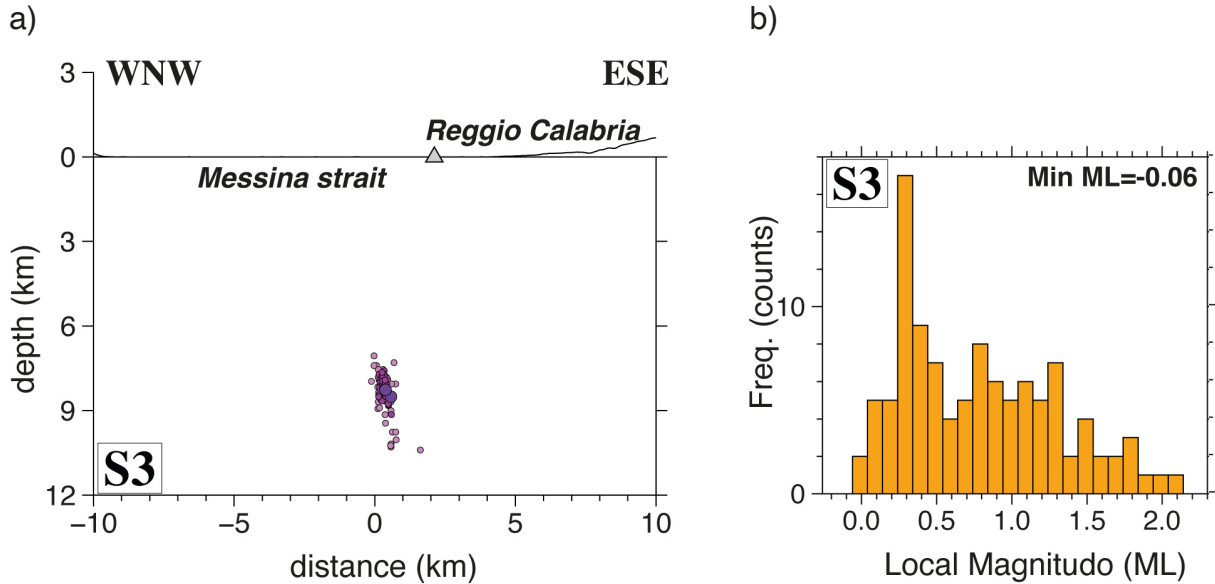 a)
WNW
ESE
Reggio Calabria
Messina strait
3
0
3
6
9
12
depth (km)
S3
−10
−5
0
5
10
distance (km)
b)
S3
Min ML=-0.06
10
0
Freq. (counts)
0.0
0.5
1.0
1.5
2.0
Local Magnitudo (ML)